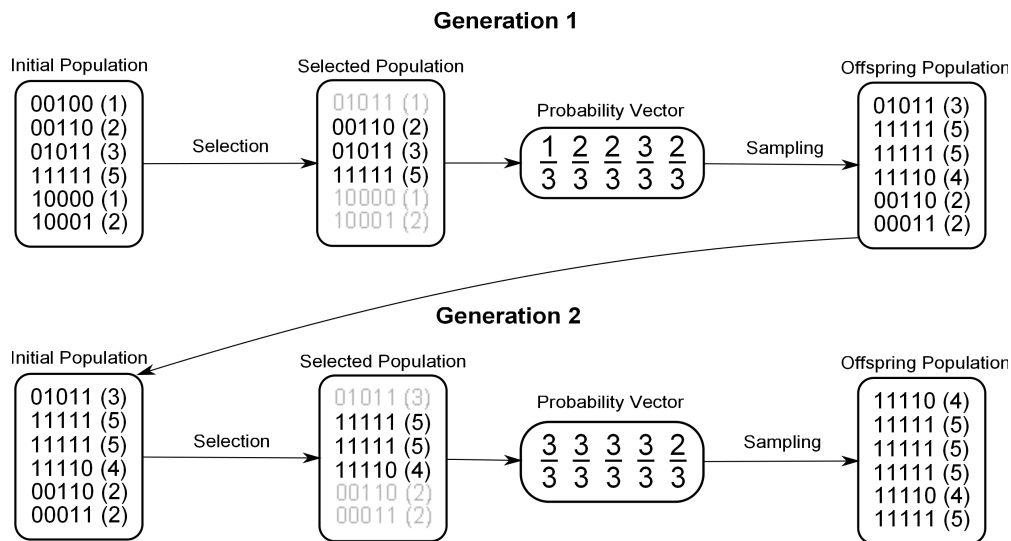 Generation 1
Initial Population
00100 (1)
00110 (2)
01011 (3)
11111 (5)
10000 (1)
10001 (2)
Selection
Selected Population
01011 (1)
00110 (2)
01011 (3)
11111 (5)
10000 (1)
10001 (2)
Probability Vector
1 2 2 3 2
3 3 3 3 3
Sampling
Offspring Population
01011 (3)
11111 (5)
11111 (5)
11110 (4)
00110 (2)
00011 (2)
Generation 2
Initial Population
01011 (3)
11111 (5)
11111 (5)
11110 (4)
00110 (2)
00011 (2)
Selection
Selected Population
01011 (3)
11111 (5)
11111 (5)
11110 (4)
00110 (2)
00011 (2)
Probability Vector
3 3 3 3 2
3 3 3 3 3
Sampling
Offspring Population
11110 (4)
11111 (5)
11111 (5)
11111 (5)
11110 (4)
11111 (5)